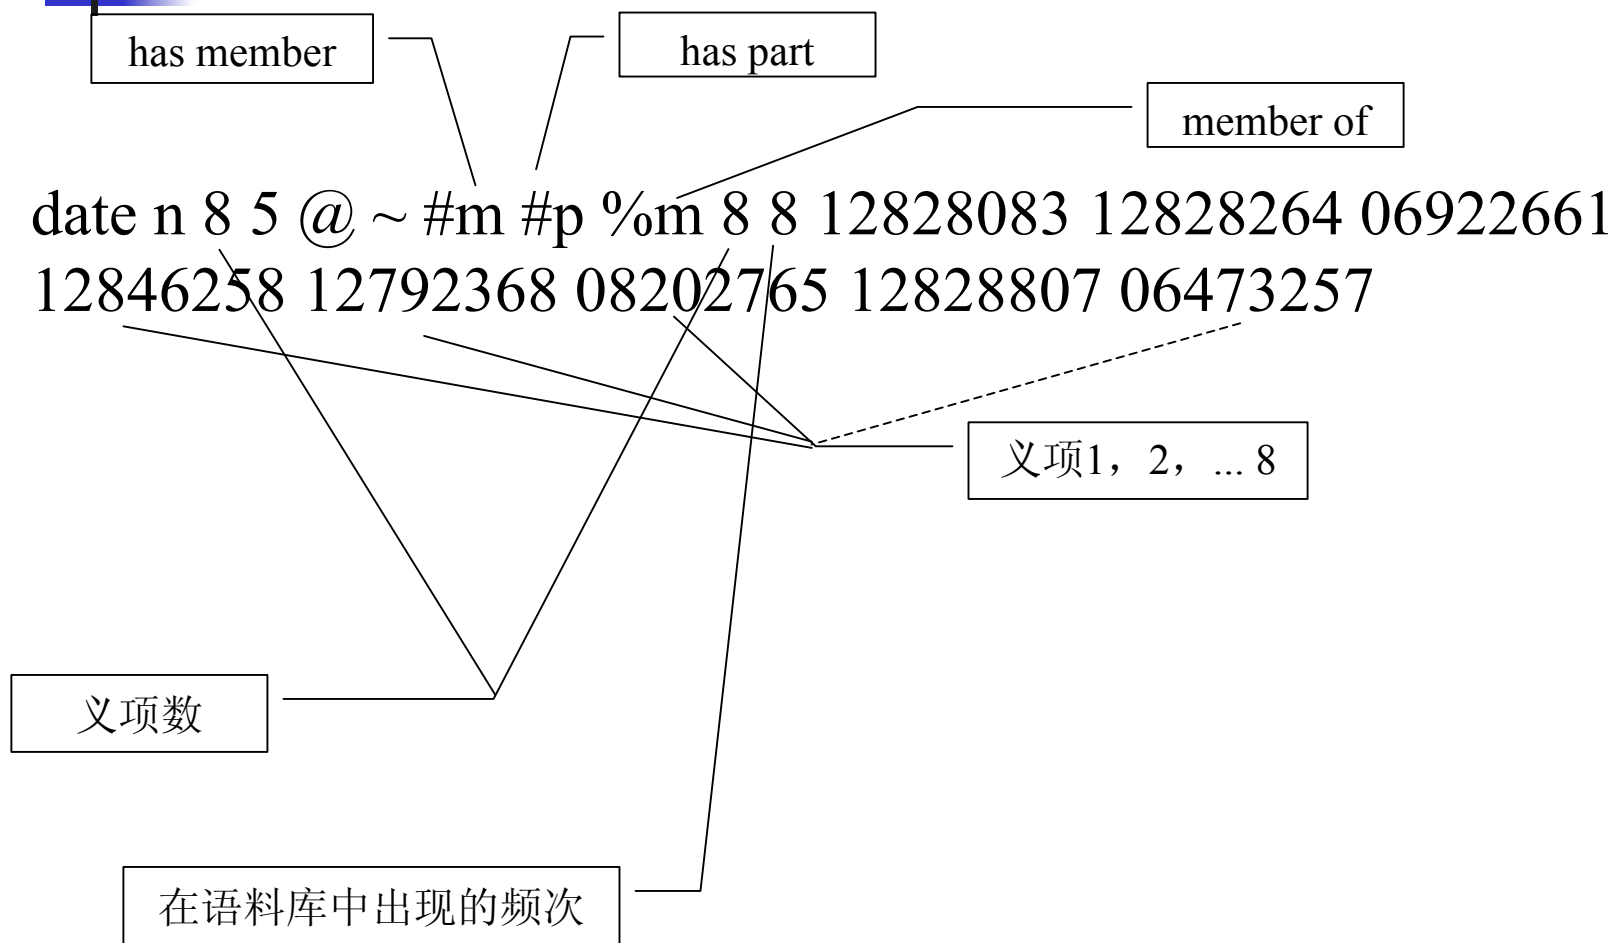 has member
has part
member of
date n 8 5 @ ~ #m #p %m 8 8 12828083 12828264 06922661
12846258 12792368 08202765 12828807 06473257
义项1，2，... 8
义项数
在语料库中出现的频次